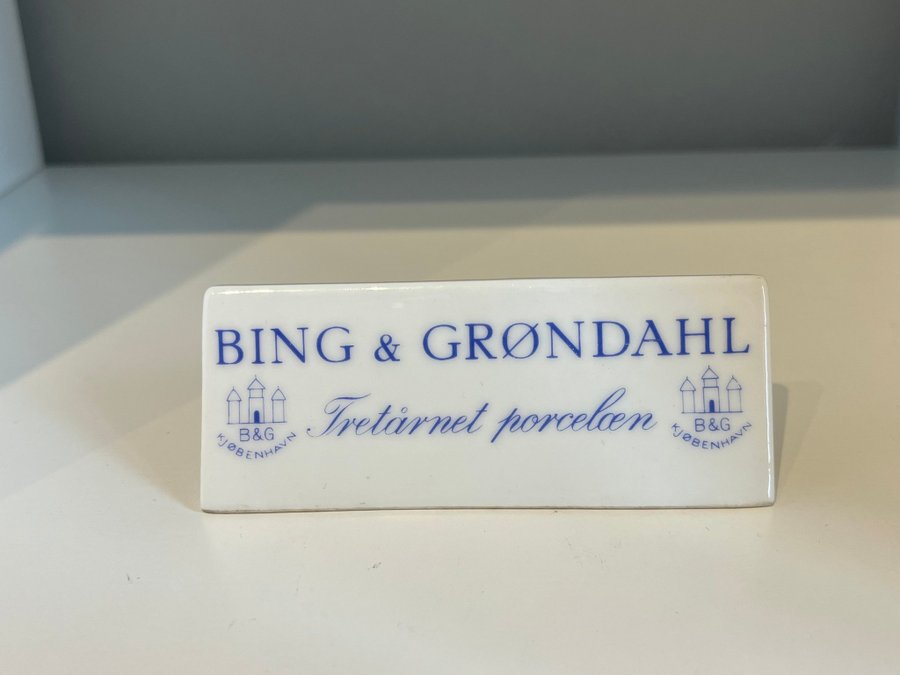 BING & GRØNDAHL
Tretårnet porcelæn
B&G
KJØBENHAVN
B&G
KJØBENHAVN